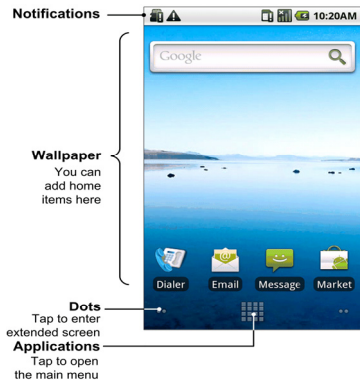 Notifications
10:20AM
Google
Wallpaper
You can
add home
items here
Dialer
Email
Message
Market
Dots
Tap to enter
extended screen
Applications
Tap to open
the main menu